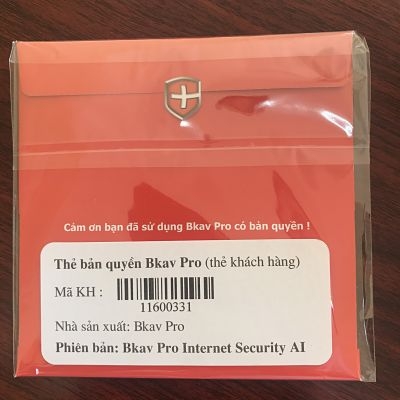 Cảm ơn bạn đã sử dụng Bkav Pro có bản quyền !
Thẻ bản quyền Bkav Pro (thẻ khách hàng)
Mã KH :
11600331
Nhà sản xuất: Bkav Pro
Phiên bản: Bkav Pro Internet Security AI